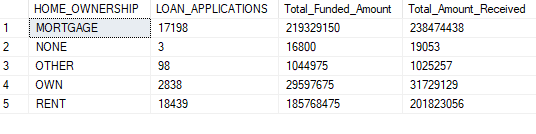 HOME_OWNERSHIP LOAN_APPLICATIONS Total_Funded_Amount Total_Amount_Received
1 MORTGAGE 17198 219329150 238474438
2 NONE 3 16800 19053
3 OTHER 98 1044975 1025257
4 OWN 2838 29597675 31729129
5 RENT 18439 185768475 201823056